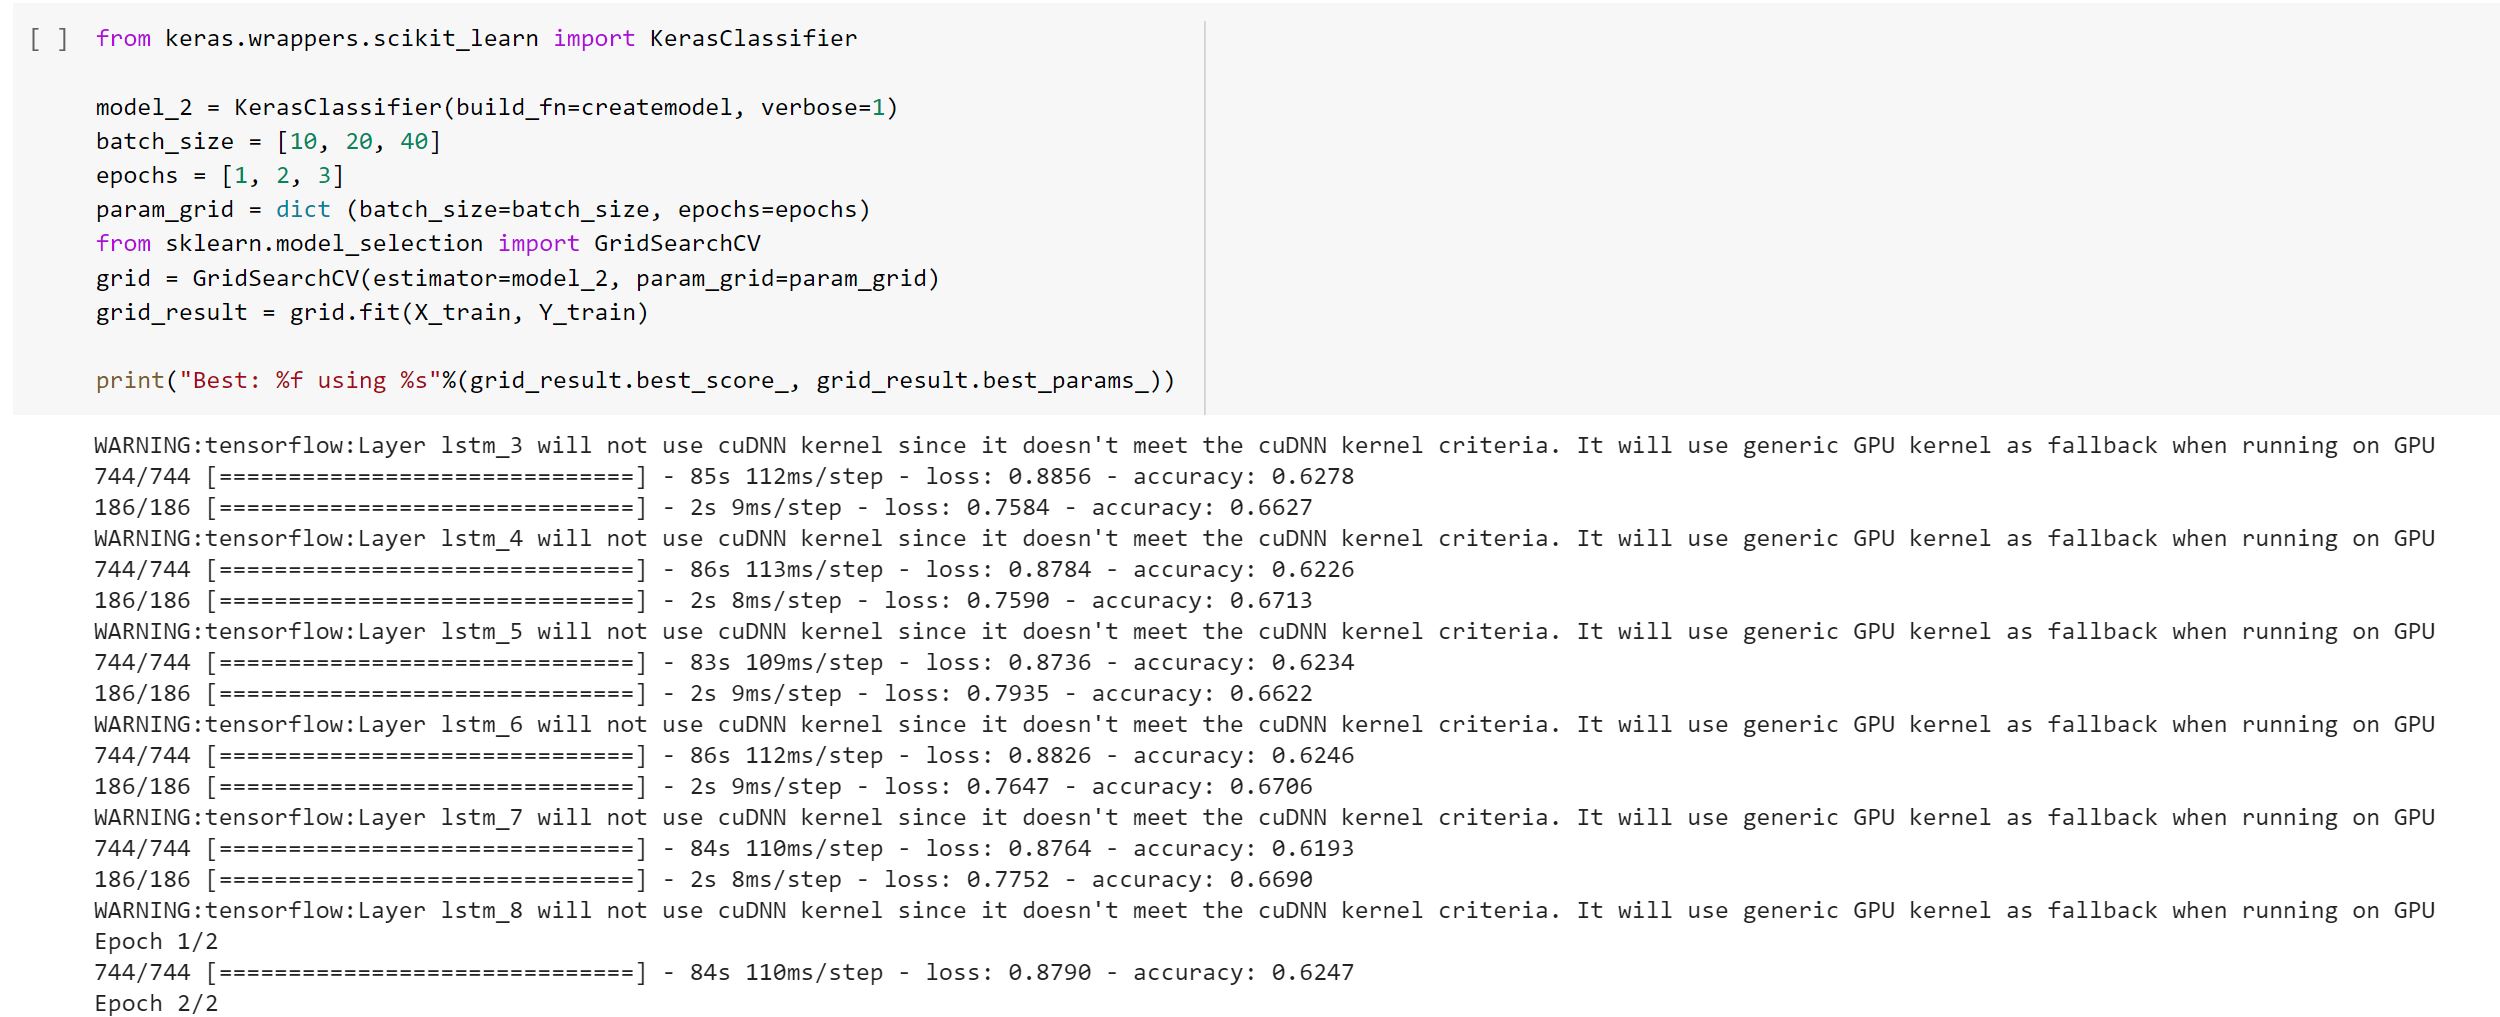 [ ] from keras.wrappers.scikit_learn import KerasClassifier
model_2 = KerasClassifier(build_fn=createmodel, verbose=1)
batch_size = [10, 20, 40]
epochs = [1, 2, 3]
param_grid = dict (batch_size=batch_size, epochs=epochs)
from sklearn.model_selection import GridSearchCV
grid = GridSearchCV(estimator=model_2, param_grid=param_grid)
grid_result = grid.fit(X_train, Y_train)
print("Best: %f using %s"%(grid_result.best_score_, grid_result.best_params_))
WARNING:tensorflow:Layer lstm_3 will not use cuDNN kernel since it doesn't meet the cuDNN kernel criteria. It will use generic GPU kernel as fallback when running on GPU
744/744 [==============================] - 85s 112ms/step - loss: 0.8856 - accuracy: 0.6278
186/186 [==============================] - 2s 9ms/step - loss: 0.7584 - accuracy: 0.6627
WARNING:tensorflow:Layer lstm_4 will not use cuDNN kernel since it doesn't meet the cuDNN kernel criteria. It will use generic GPU kernel as fallback when running on GPU
744/744 [==============================] - 86s 113ms/step - loss: 0.8784 - accuracy: 0.6226
186/186 [==============================] - 2s 8ms/step - loss: 0.7590 - accuracy: 0.6713
WARNING:tensorflow:Layer lstm_5 will not use cuDNN kernel since it doesn't meet the cuDNN kernel criteria. It will use generic GPU kernel as fallback when running on GPU
744/744 [==============================] - 83s 109ms/step - loss: 0.8736 - accuracy: 0.6234
186/186 [==============================] - 2s 9ms/step - loss: 0.7935 - accuracy: 0.6622
WARNING:tensorflow:Layer lstm_6 will not use cuDNN kernel since it doesn't meet the cuDNN kernel criteria. It will use generic GPU kernel as fallback when running on GPU
744/744 [==============================] - 86s 112ms/step - loss: 0.8826 - accuracy: 0.6246
186/186 [==============================] - 2s 9ms/step - loss: 0.7647 - accuracy: 0.6706
WARNING:tensorflow:Layer lstm_7 will not use cuDNN kernel since it doesn't meet the cuDNN kernel criteria. It will use generic GPU kernel as fallback when running on GPU
744/744 [==============================] - 84s 110ms/step - loss: 0.8764 - accuracy: 0.6193
186/186 [==============================] - 2s 8ms/step - loss: 0.7752 - accuracy: 0.6690
WARNING:tensorflow:Layer lstm_8 will not use cuDNN kernel since it doesn't meet the cuDNN kernel criteria. It will use generic GPU kernel as fallback when running on GPU
Epoch 1/2
744/744 [==============================] - 84s 110ms/step - loss: 0.8790 - accuracy: 0.6247
Epoch 2/2